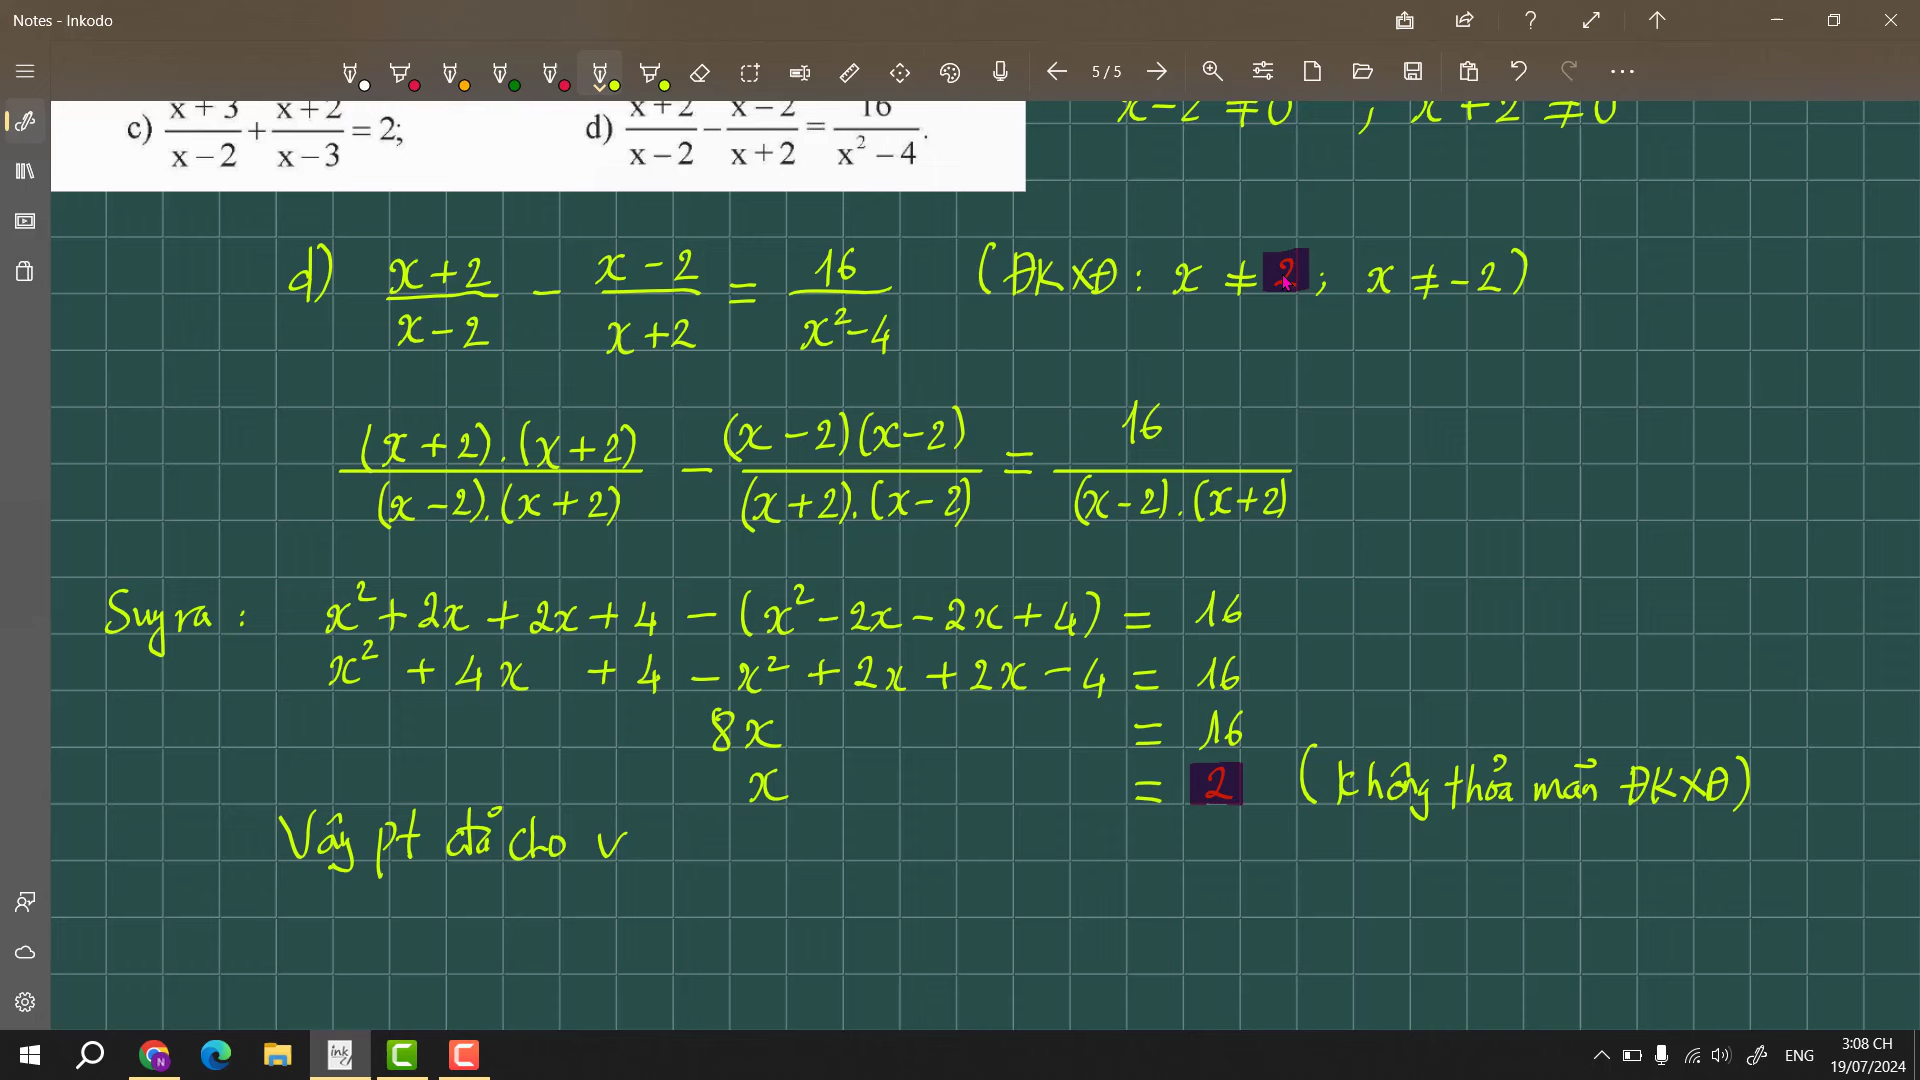 Notes - Inkodo
5 / 5
c) (x + 3)/(x − 2) + (x + 2)/(x − 3) = 2;
d) (x + 2)/(x − 2) − (x − 2)/(x + 2) = 16/(x² − 4).
x − 2 ≠ 0 , x + 2 ≠ 0
d) (x + 2)/(x − 2) − (x − 2)/(x + 2) = 16/(x² − 4) (ĐKXĐ : x ≠ 2 ; x ≠ −2)
((x + 2).(x + 2))/((x − 2).(x + 2)) − ((x − 2)(x − 2))/((x + 2).(x − 2)) = 16/((x − 2).(x + 2))
Suy ra : x² + 2x + 2x + 4 − (x² − 2x − 2x + 4) = 16
x² + 4x + 4 − x² + 2x + 2x − 4 = 16
8x = 16
x = 2 (không thỏa mãn ĐKXĐ)
Vậy pt đã cho v
ink
ENG
3:08 CH
19/07/2024